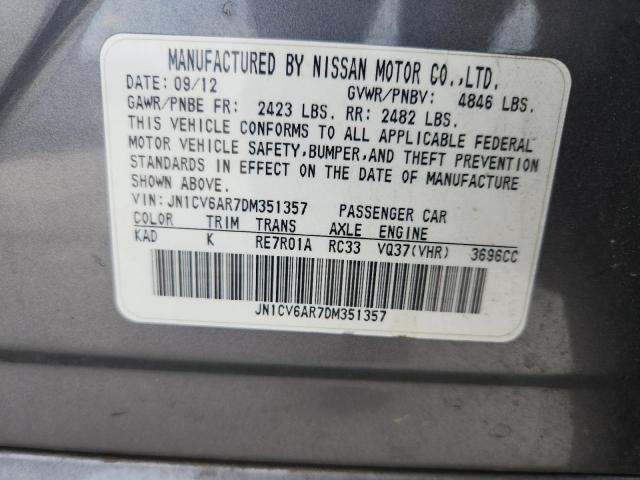 MANUFACTURED BY NISSAN MOTOR CO.,LTD.
DATE: 09/12 GVWR/PNBV: 4846 LBS.
GAWR/PNBE FR: 2423 LBS. RR: 2482 LBS.
THIS VEHICLE CONFORMS TO ALL APPLICABLE FEDERAL
MOTOR VEHICLE SAFETY,BUMPER,AND THEFT PREVENTION
STANDARDS IN EFFECT ON THE DATE OF MANUFACTURE
SHOWN ABOVE.
VIN:JN1CV6AR7DM351357 PASSENGER CAR
COLOR TRIM TRANS AXLE ENGINE
KAD K RE7R01A RC33 VQ37(VHR) 3696CC
JN1CV6AR7DM351357